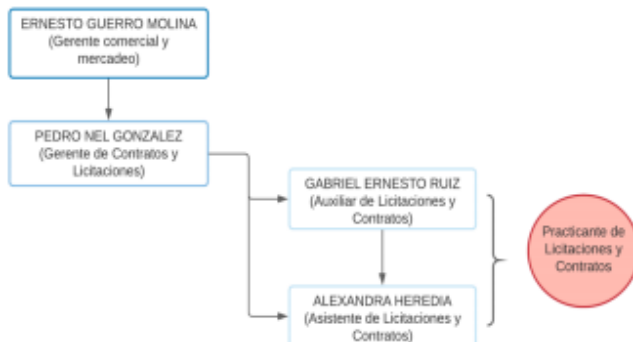 ERNESTO GUERRO MOLINA
(Gerente comercial y
mercadeo)
PEDRO NEL GONZALEZ
(Gerente de Contratos y
Licitaciones)
GABRIEL ERNESTO RUIZ
(Auxiliar de Licitaciones y
Contratos)
Practicante de
Licitaciones y
Contratos
ALEXANDRA HEREDIA
(Asistente de Licitaciones y
Contratos)